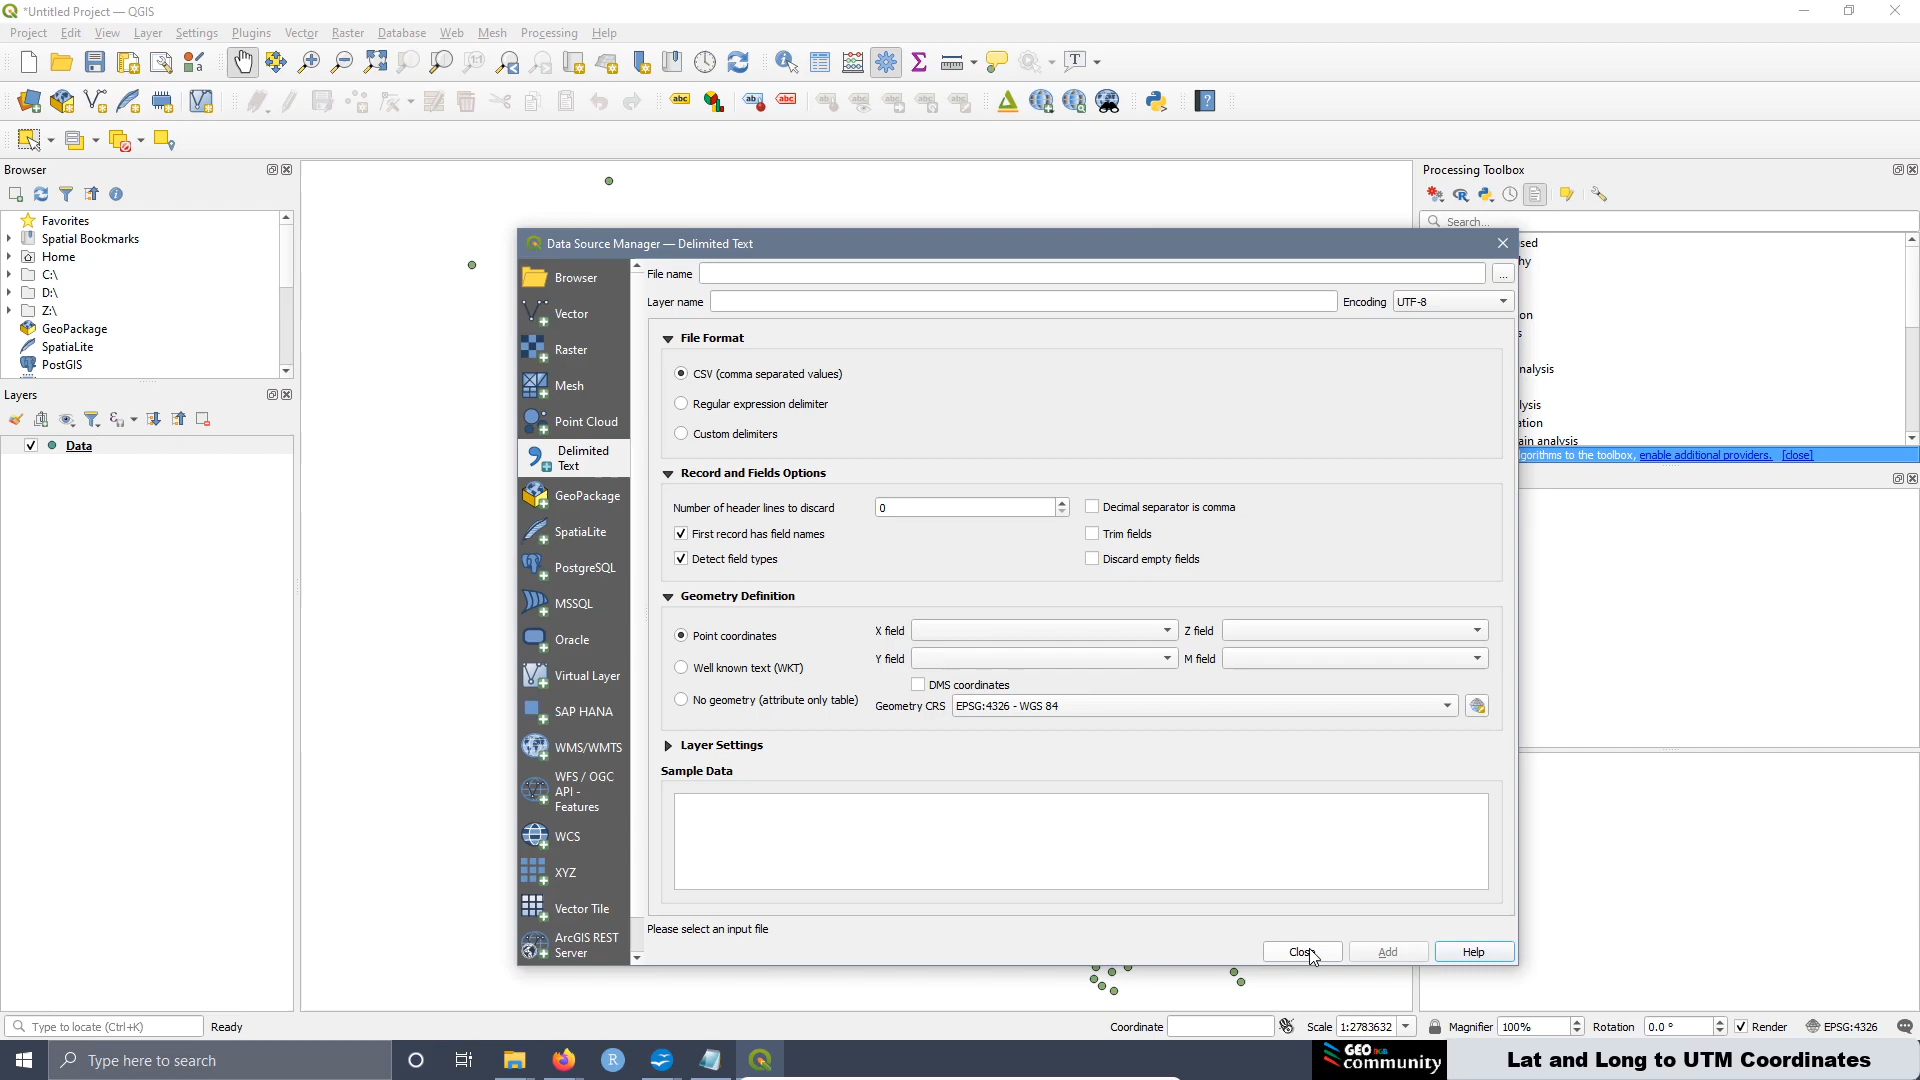 *Untitled Project — QGIS
Project Edit View Layer Settings Plugins Vector Raster Database Web Mesh Processing Help
Browser
Favorites
Spatial Bookmarks
Home
C:\
D:\
Z:\
GeoPackage
SpatiaLite
PostGIS
Layers
Data
Data Source Manager — Delimited Text
Browser
Vector
Raster
Mesh
Point Cloud
Delimited
Text
GeoPackage
SpatiaLite
PostgreSQL
MSSQL
Oracle
Virtual Layer
SAP HANA
WMS/WMTS
WFS / OGC
API -
Features
WCS
XYZ
Vector Tile
ArcGIS REST
Server
File name
...
Layer name
Encoding UTF-8
File Format
CSV (comma separated values)
Regular expression delimiter
Custom delimiters
Record and Fields Options
Number of header lines to discard 0
Decimal separator is comma
First record has field names
Trim fields
Detect field types
Discard empty fields
Geometry Definition
Point coordinates
X field
Z field
Well known text (WKT)
Y field
M field
DMS coordinates
No geometry (attribute only table)
Geometry CRS EPSG:4326 - WGS 84
Layer Settings
Sample Data
Please select an input file
Add
Help
Processing Toolbox
Search...
sed
hy
on
s
nalysis
lysis
ation
ain analysis
gorithms to the toolbox, enable additional providers. [close]
Type to locate (Ctrl+K)
Ready
Coordinate
Scale 1:2783632
Magnifier 100%
Rotation 0.0 °
Render
EPSG:4326
Type here to search
GEO
community
Lat and Long to UTM Coordinates